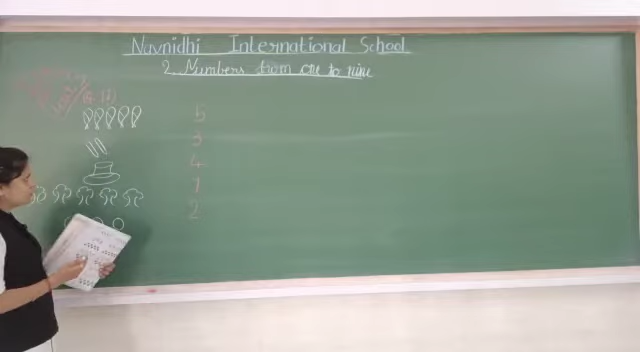 Navnidhi International School
2. Numbers from one to nine
5
3
4
1
2